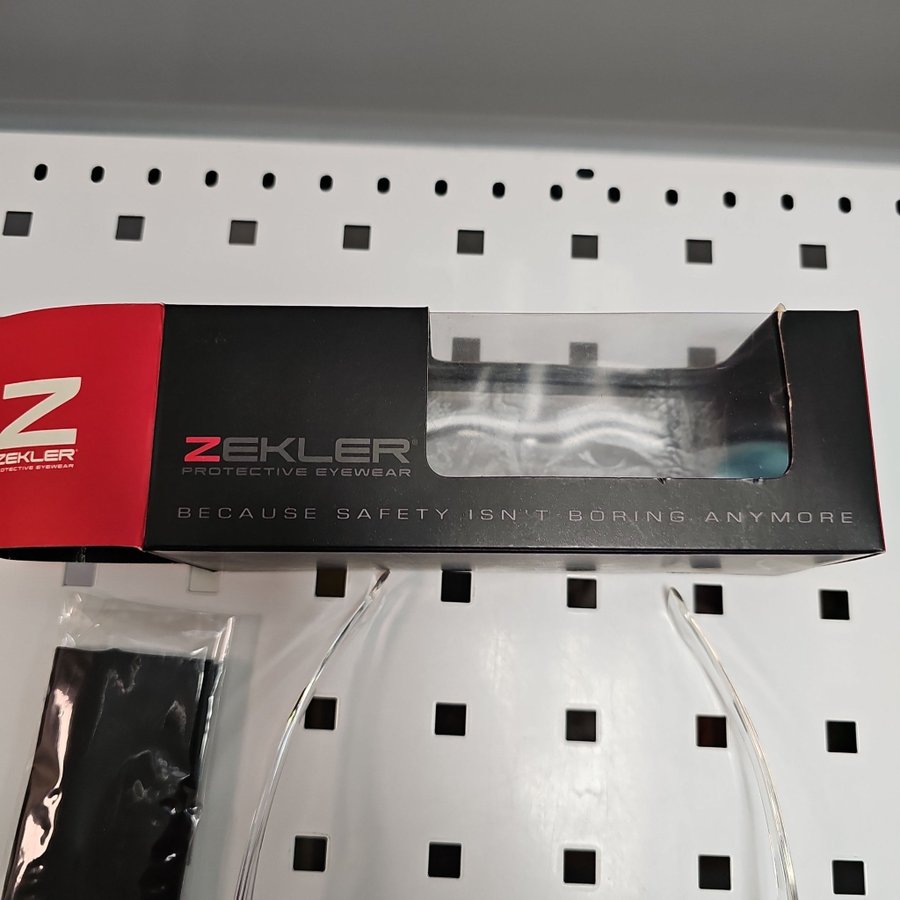 Z
ZEKLER
PROTECTIVE EYEWEAR
ZEKLER®
PROTECTIVE EYEWEAR
BECAUSE SAFETY ISN'T BORING ANYMORE